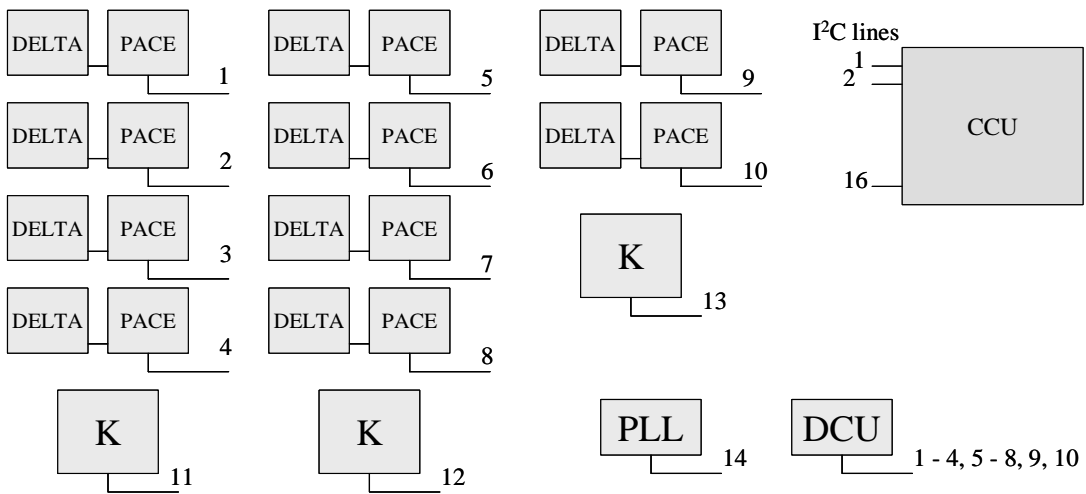 DELTA PACE 1
DELTA PACE 2
DELTA PACE 3
DELTA PACE 4
K 11
DELTA PACE 5
DELTA PACE 6
DELTA PACE 7
DELTA PACE 8
K 12
DELTA PACE 9
DELTA PACE 10
K 13
I²C lines
1
2
16
CCU
PLL 14
DCU 1 - 4, 5 - 8, 9, 10